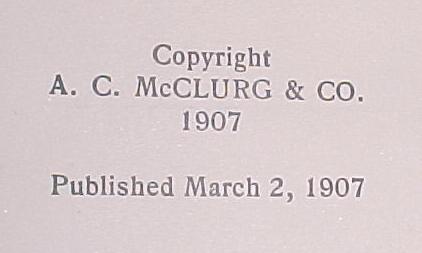 Copyright
A. C. McCLURG & CO.
1907
Published March 2, 1907